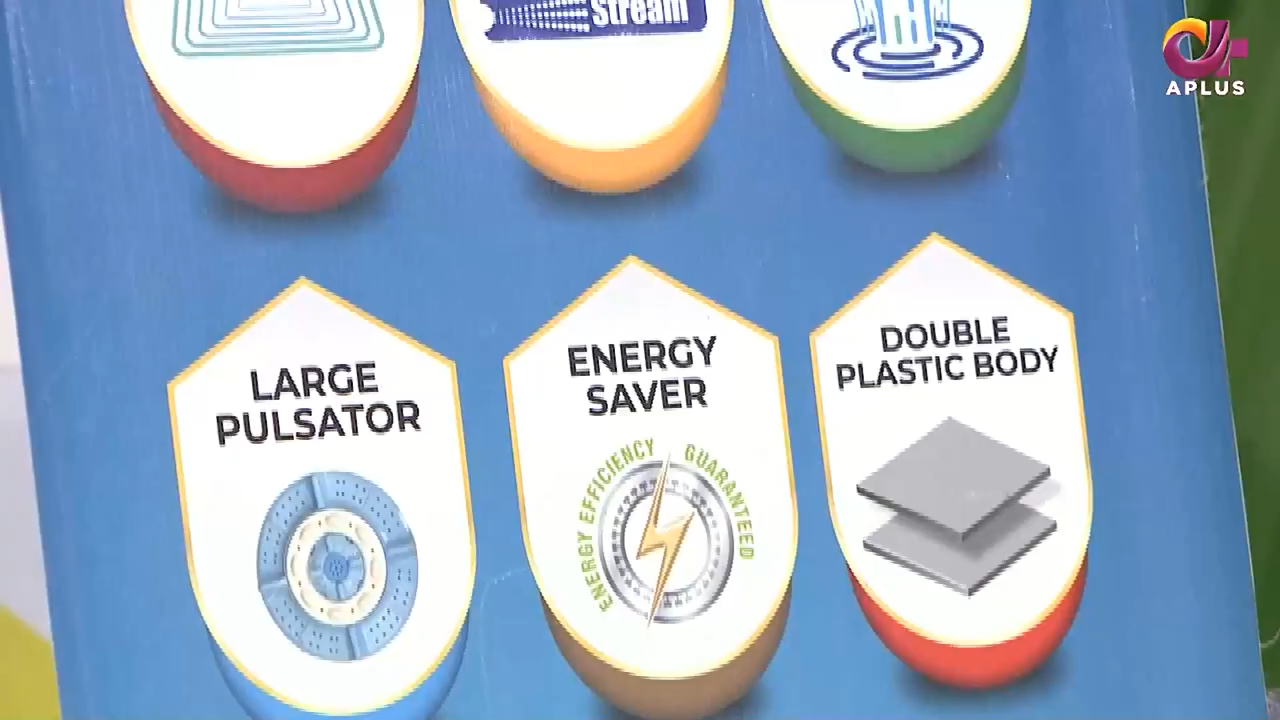 Stream
APLUS
LARGE
PULSATOR
ENERGY
SAVER
ENERGY EFFICIENCY GUARANTEED
DOUBLE
PLASTIC BODY